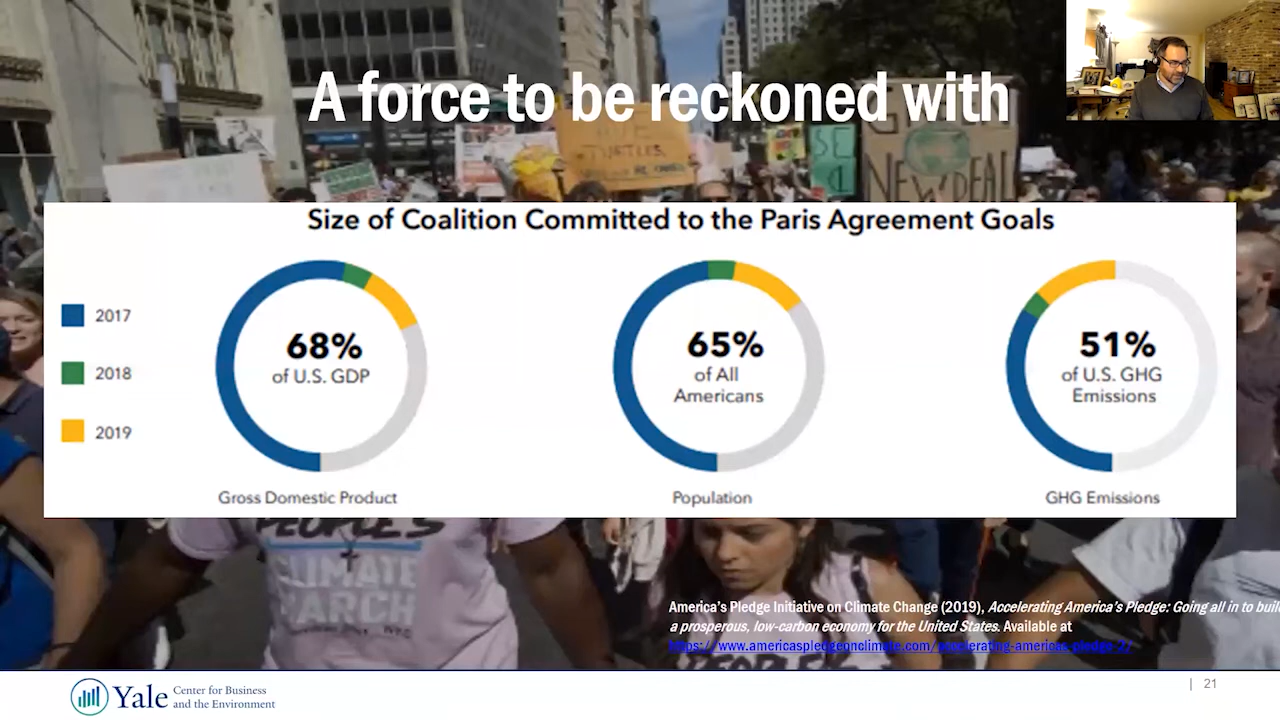 A force to be reckoned with
TURTLES
SE
NEW DEAL
Size of Coalition Committed to the Paris Agreement Goals
2017
2018
2019
68%
of U.S. GDP
Gross Domestic Product
65%
of All
Americans
Population
51%
of U.S. GHG
Emissions
GHG Emissions
PEOPLE'S
CLIMATE
MARCH
America's Pledge Initiative on Climate Change (2019), Accelerating America's Pledge: Going all in to buil
a prosperous, low-carbon economy for the United States. Available at
https://www.americaspledgeonclimate.com/accelerating-americas-pledge-2/
Yale Center for Business
and the Environment
| 21